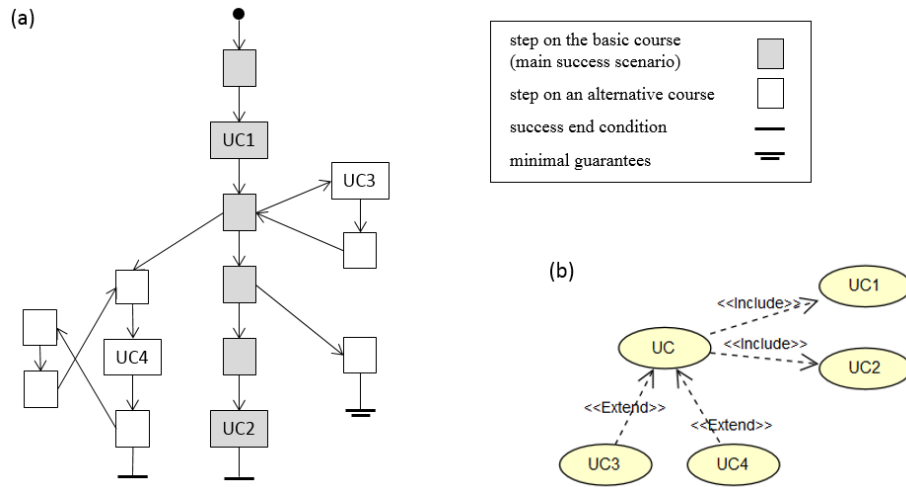 (a)
UC1
UC3
UC4
UC2
step on the basic course
(main success scenario)
step on an alternative course
success end condition
minimal guarantees
(b)
UC1
<<Include>>
UC
<<Include>>
UC2
<<Extend>>
<<Extend>>
UC3
UC4